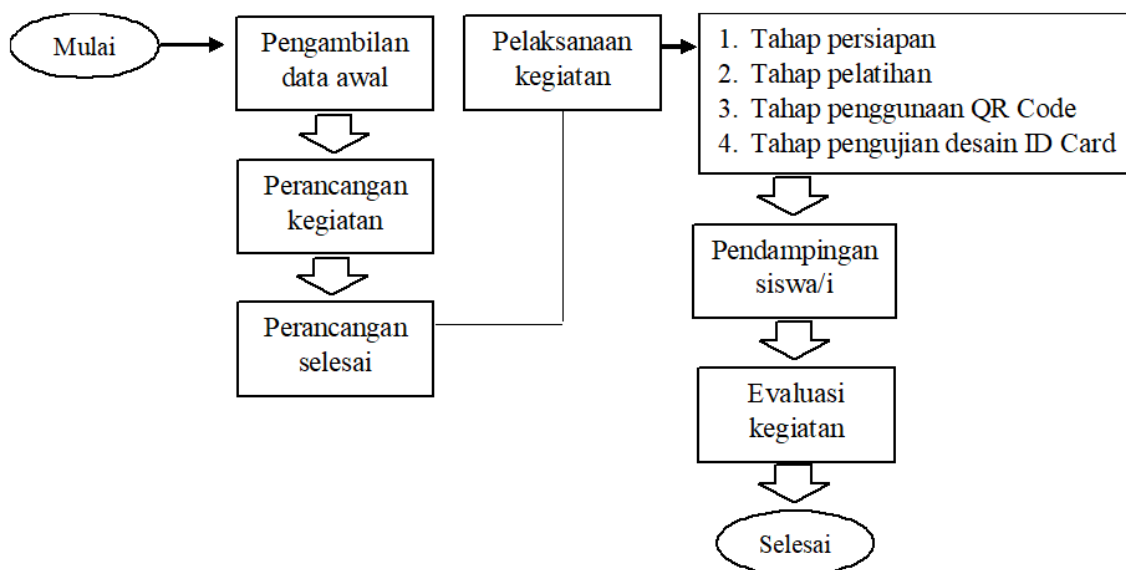 Mulai
Pengambilan
data awal
Perancangan
kegiatan
Perancangan
selesai
Pelaksanaan
kegiatan
1. Tahap persiapan
2. Tahap pelatihan
3. Tahap penggunaan QR Code
4. Tahap pengujian desain ID Card
Pendampingan
siswa/i
Evaluasi
kegiatan
Selesai